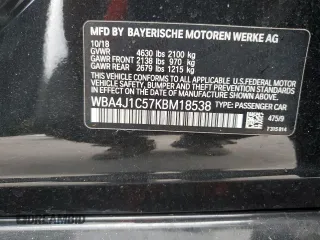 MFD BY BAYERISCHE MOTOREN WERKE AG
10/18
GVWR 4630 lbs 2100 kg
GAWR FRONT 2138 lbs 970 kg
GAWR REAR 2679 lbs 1215 kg
THIS VEHICLE CONFORMS TO ALL APPLICABLE
U.S.FEDERAL
MOTOR VEHICLE SAFETY, BUMPER, AND THEFT PREVENTION
STANDARDS IN EFFECT ON THE DATE OF MANUFACTURE SHOWN ABOVE.
WBA4J1C57KBM18538 TYPE: PASSENGER CAR
475/9